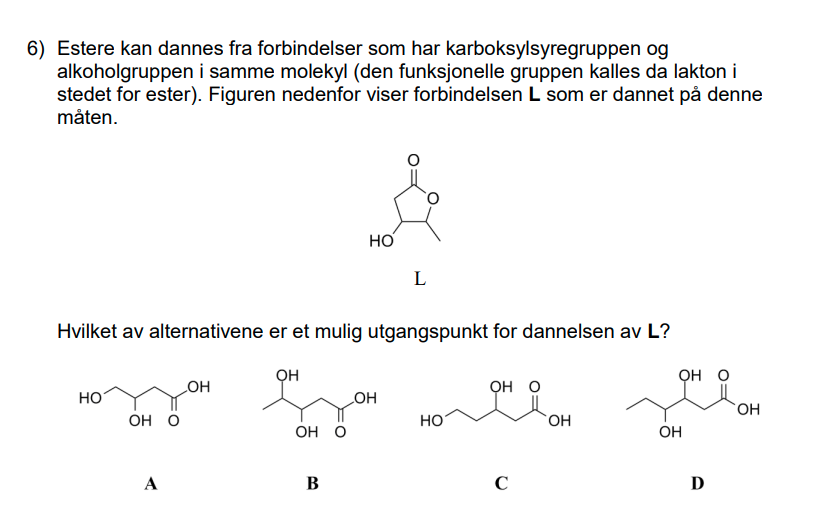 6) Estere kan dannes fra forbindelser som har karboksylsyregruppen og
alkoholgruppen i samme molekyl (den funksjonelle gruppen kalles da lakton i
stedet for ester). Figuren nedenfor viser forbindelsen L som er dannet på denne
måten.
O
O
HO
L
Hvilket av alternativene er et mulig utgangspunkt for dannelsen av L?
HO OH OH O
OH OH OH O
HO OH O OH
OH O OH OH
A B C D